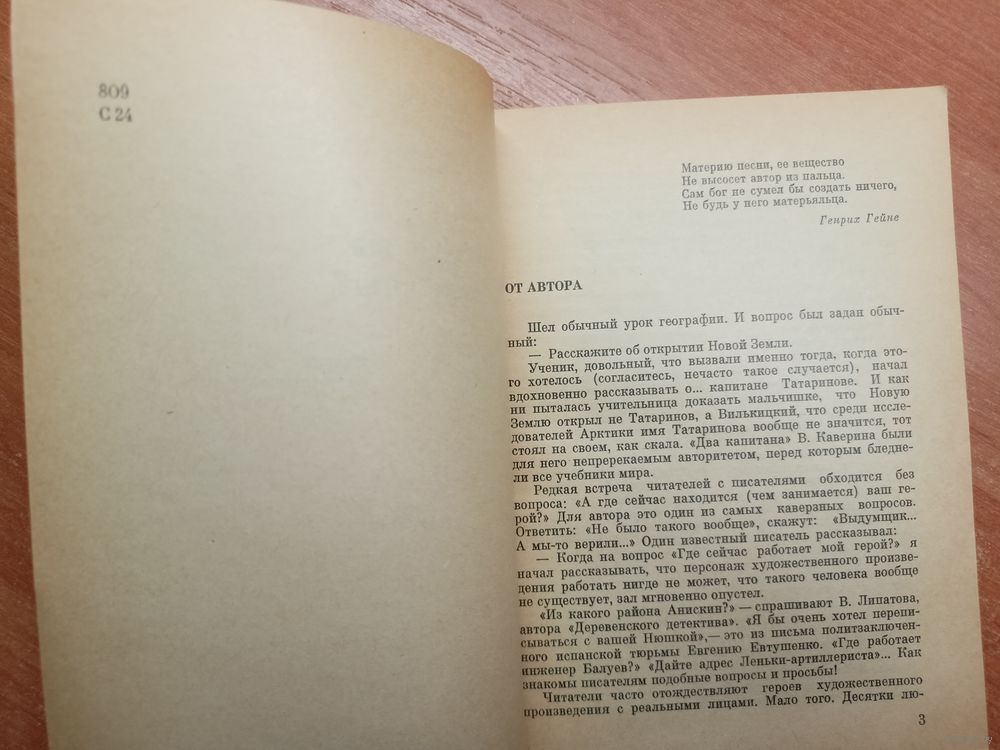 809
С 24
Материю песни, ее вещество
Не высосет автор из пальца.
Сам бог не сумел бы создать ничего,
Не будь у него матерьяльца.
Генрих Гейне
ОТ АВТОРА
Шел обычный урок географии. И вопрос был задан обыч-
ный:
— Расскажите об открытии Новой Земли.
Ученик, довольный, что вызвали именно тогда, когда это-
го хотелось (согласитесь, нечасто такое случается), начал
вдохновенно рассказывать о... капитане Татаринове. И как
ни пыталась учительница доказать мальчишке, что Новую
Землю открыл не Татаринов, а Вилькицкий, что среди иссле-
дователей Арктики имя Татаринова вообще не значится, тот
стоял на своем, как скала. «Два капитана» В. Каверина были
для него непререкаемым авторитетом, перед которым бледне-
ли все учебники мира.
Редкая встреча читателей с писателями обходится без
вопроса: «А где сейчас находится (чем занимается) ваш ге-
рой?» Для автора это один из самых каверзных вопросов.
Ответить: «Не было такого вообще», скажут: «Выдумщик...
А мы-то верили...» Один известный писатель рассказывал:
— Когда на вопрос «Где сейчас работает мой герой?» я
начал рассказывать, что персонаж художественного произве-
дения работать нигде не может, что такого человека вообще
не существует, зал мгновенно опустел.
«Из какого района Анискин?» — спрашивают В. Липатова,
автора «Деревенского детектива». «Я бы очень хотел перепи-
сываться с вашей Нюшкой»,— это из письма политзаключен-
ного испанской тюрьмы Евгению Евтушенко. «Где работает
инженер Балуев?» «Дайте адрес Леньки-артиллериста»... Как
знакомы писателям подобные вопросы и просьбы!
Читатели часто отождествляют героев художественного
произведения с реальными лицами. Мало того. Десятки лю-
3